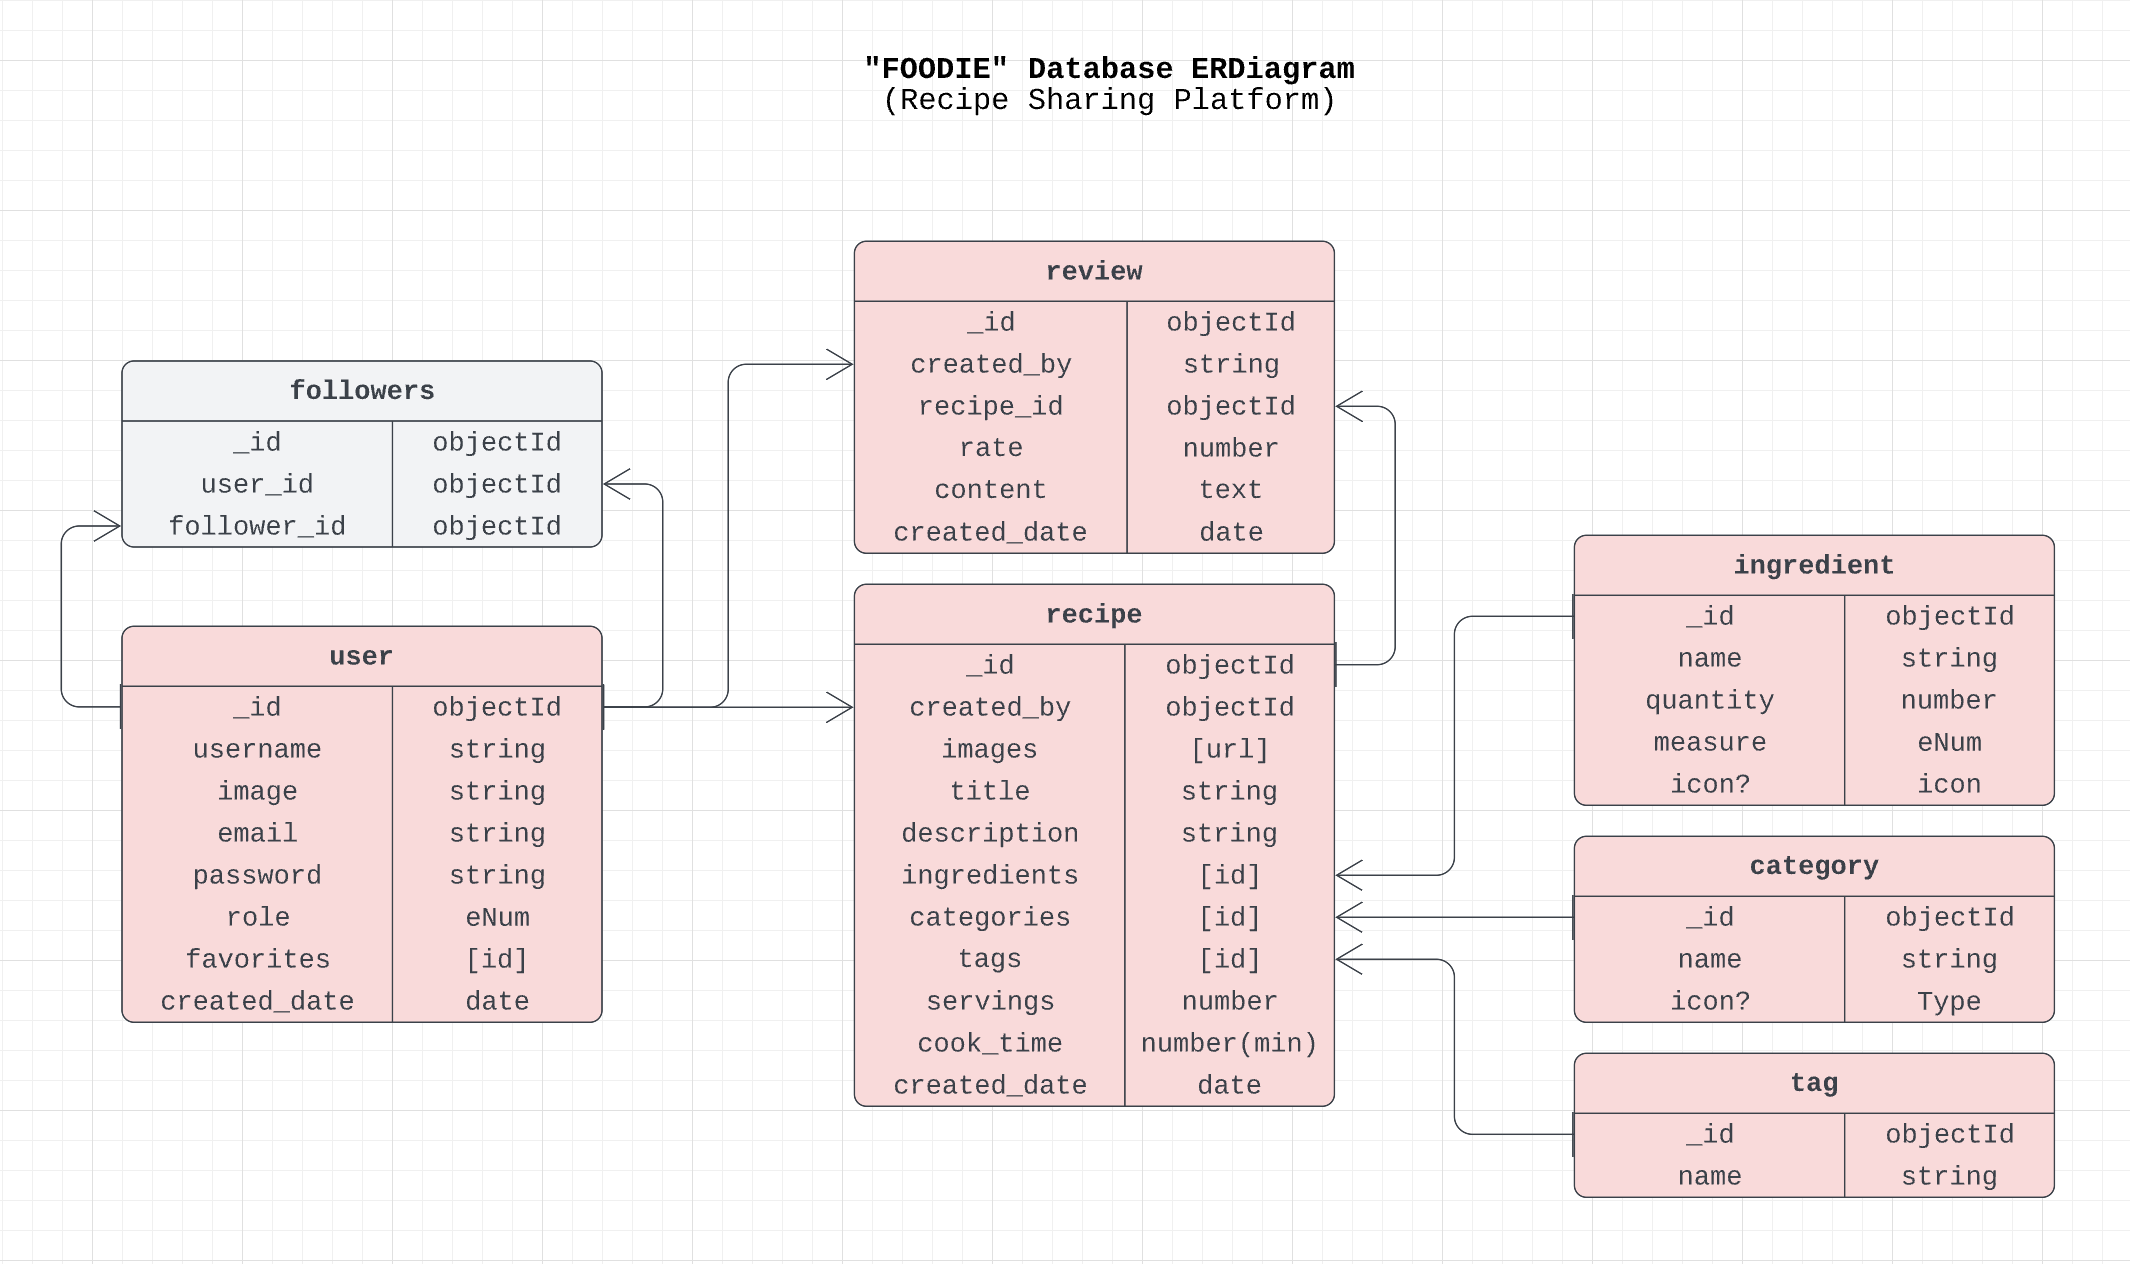 "FOODIE" Database ERDiagram
(Recipe Sharing Platform)
followers
_id objectId
user_id objectId
follower_id objectId
user
_id objectId
username string
image string
email string
password string
role eNum
favorites [id]
created_date date
review
_id objectId
created_by string
recipe_id objectId
rate number
content text
created_date date
recipe
_id objectId
created_by objectId
images [url]
title string
description string
ingredients [id]
categories [id]
tags [id]
servings number
cook_time number(min)
created_date date
ingredient
_id objectId
name string
quantity number
measure eNum
icon? icon
category
_id objectId
name string
icon? Type
tag
_id objectId
name string